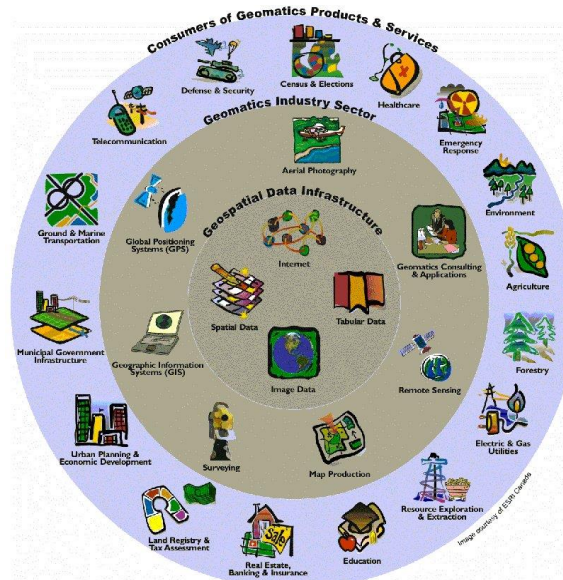 Consumers of Geomatics Products & Services
Defense & Security
Census & Elections
Healthcare
Telecommunication
Emergency
Response
Ground & Marine
Transportation
Environment
Agriculture
Municipal Government
Infrastructure
Forestry
Urban Planning &
Economic Development
Electric & Gas
Utilities
Land Registry &
Tax Assessment
Real Estate,
Banking & Insurance
Sale
Education
Resource Exploration
& Extraction
Geomatics Industry Sector
Aerial Photography
Global Positioning
Systems (GPS)
Geomatics Consulting
& Applications
Geographic Information
Systems (GIS)
Remote Sensing
Surveying
Map Production
Geospatial Data Infrastructure
Internet
Spatial Data
Tabular Data
Image Data
Image courtesy of ESRI Canada